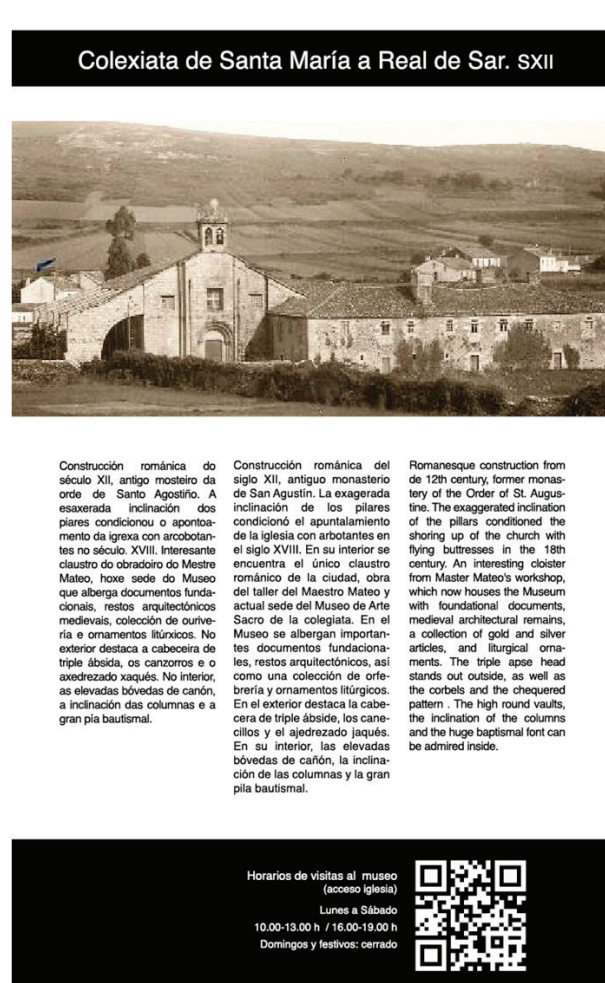 Colexiata de Santa María a Real de Sar. SXII
Construcción románica do
século XII, antigo mosteiro da
orde de Santo Agostiño. A
esaxerada inclinación dos
piares condicionou o apontoa-
mento da igrexa con arcobotan-
tes no século. XVIII. Interesante
claustro do obradoiro do Mestre
Mateo, hoxe sede do Museo
que alberga documentos funda-
cionais, restos arquitectónicos
medievais, colección de ourive-
ría e ornamentos litúrxicos. No
exterior destaca a cabeceira de
triple ábsida, os canzorros e o
axedrezado xaqués. No interior,
as elevadas bóvedas de canón,
a inclinación das columnas e a
gran pía bautismal.
Construcción románica del
siglo XII, antiguo monasterio
de San Agustín. La exagerada
inclinación de los pilares
condicionó el apuntalamiento
de la iglesia con arbotantes en
el siglo XVIII. En su interior se
encuentra el único claustro
románico de la ciudad, obra
del taller del Maestro Mateo y
actual sede del Museo de Arte
Sacro de la colegiata. En el
Museo se albergan importan-
tes documentos fundaciona-
les, restos arquitectónicos, así
como una colección de orfe-
brería y ornamentos litúrgicos.
En el exterior destaca la cabe-
cera de triple ábside, los cane-
cillos y el ajedrezado jaqués.
En su interior, las elevadas
bóvedas de cañón, la inclina-
ción de las columnas y la gran
pila bautismal.
Romanesque construction from
de 12th century, former monas-
tery of the Order of St. Augus-
tine. The exaggerated inclination
of the pillars conditioned the
shoring up of the church with
flying buttresses in the 18th
century. An interesting cloister
from Master Mateo's workshop,
which now houses the Museum
with foundational documents,
medieval architectural remains,
a collection of gold and silver
articles, and liturgical orna-
ments. The triple apse head
stands out outside, as well as
the corbels and the chequered
pattern . The high round vaults,
the inclination of the columns
and the huge baptismal font can
be admired inside.
Horarios de visitas al museo
(acceso iglesia)
Lunes a Sábado
10.00-13.00 h / 16.00-19.00 h
Domingos y festivos: cerrado